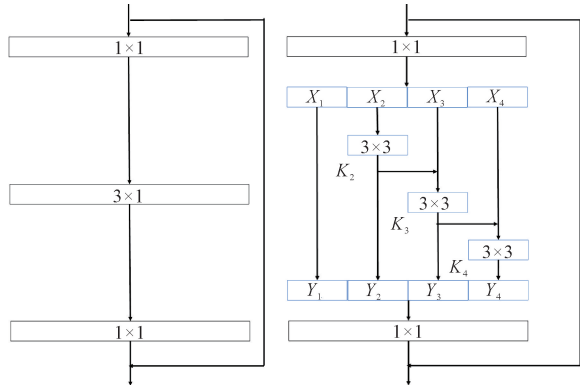 1×1
3×1
1×1
1×1
X₁ X₂ X₃ X₄
3×3
K₂
3×3
K₃
3×3
K₄
Y₁ Y₂ Y₃ Y₄
1×1